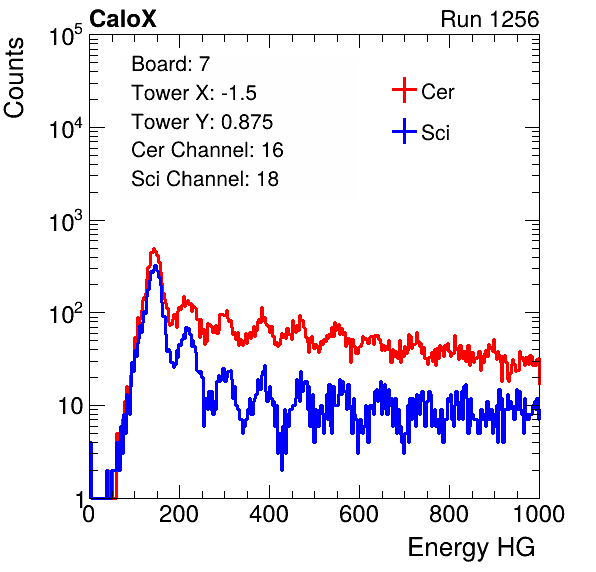 CaloX Run 1256
Board: 7
Tower X: -1.5
Tower Y: 0.875
Cer Channel: 16
Sci Channel: 18
Cer
Sci
Counts
10^5
10^4
10^3
10^2
10
1
0 200 400 600 800 1000
Energy HG